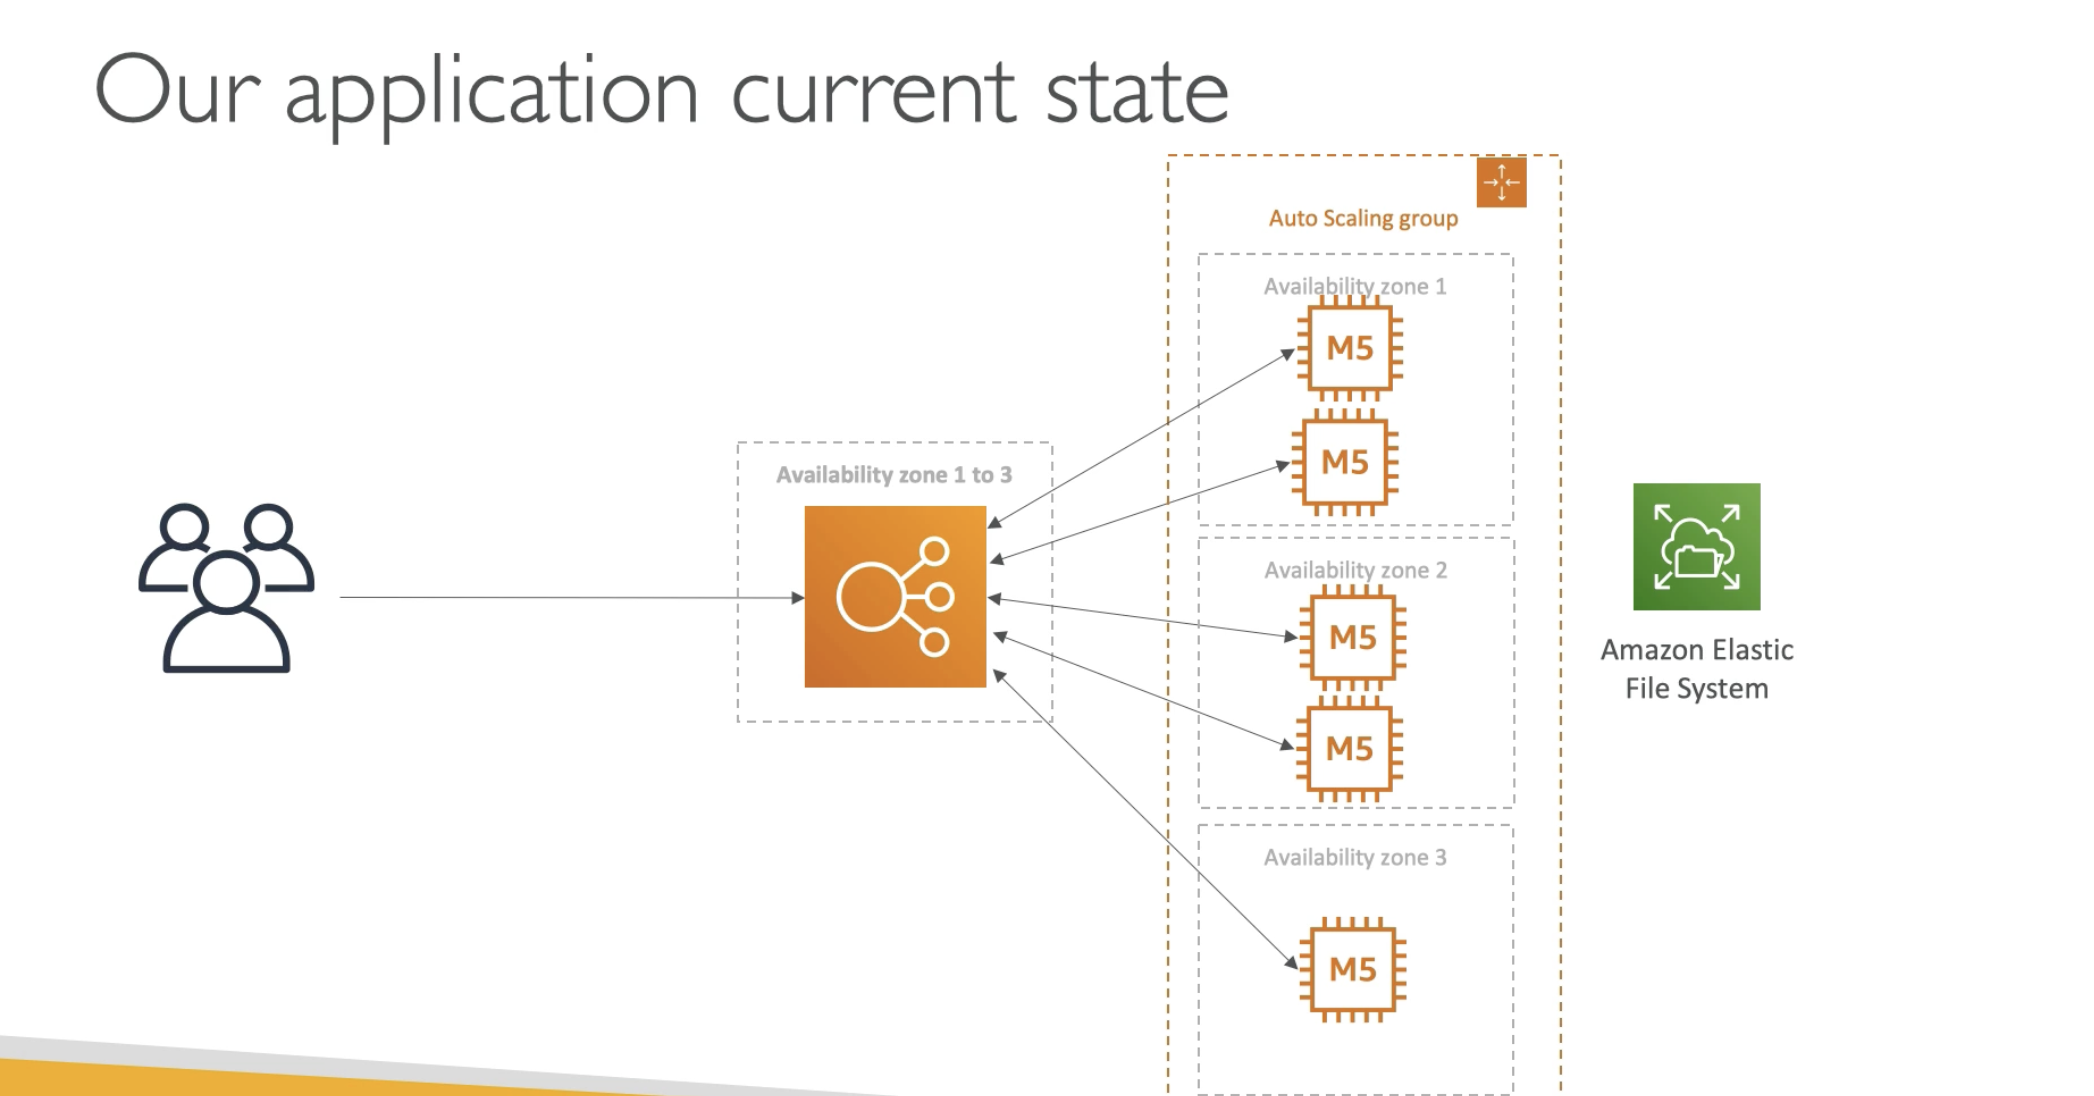 Our application current state
Auto Scaling group
Availability zone 1
M5
M5
Availability zone 1 to 3
Availability zone 2
M5
M5
Availability zone 3
M5
Amazon Elastic
File System